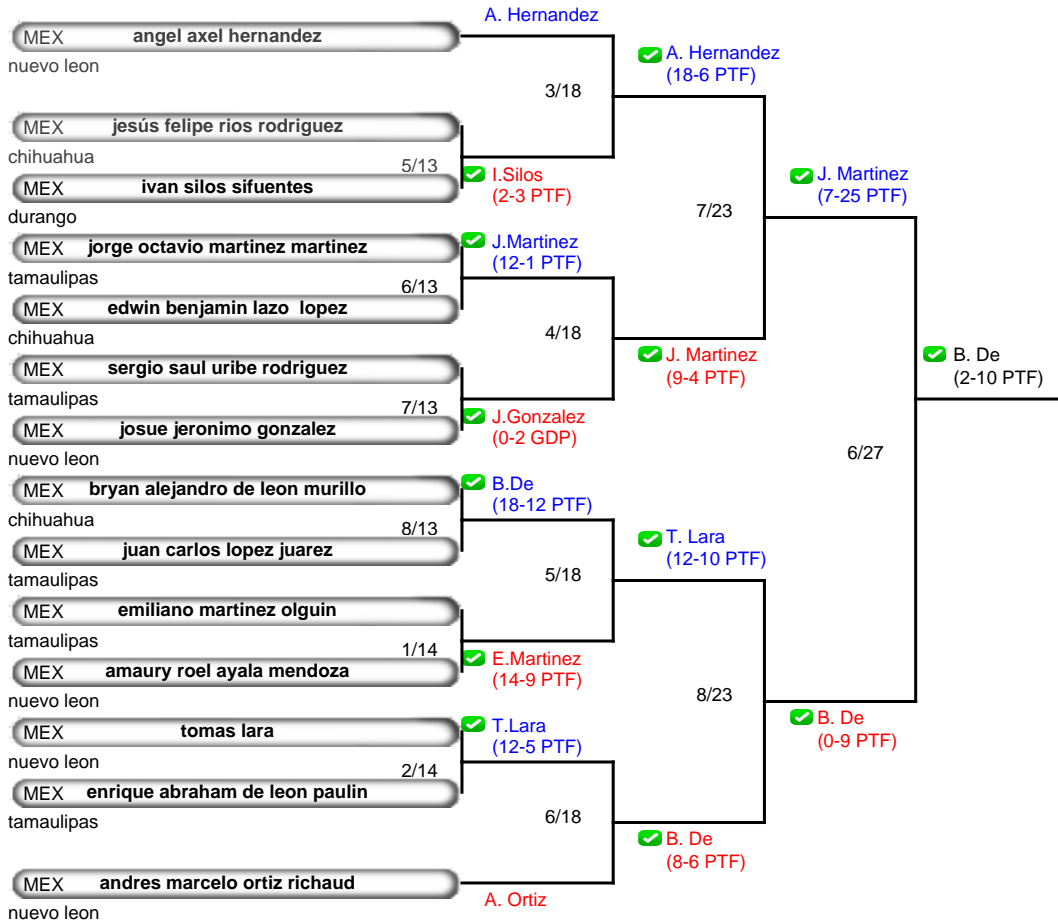 A. Hernandez
MEX angel axel hernandez
nuevo leon
3/18
A. Hernandez
(18-6 PTF)
MEX jesús felipe rios rodriguez
chihuahua
5/13
MEX ivan silos sifuentes
durango
I.Silos
(2-3 PTF)
7/23
J. Martinez
(7-25 PTF)
MEX jorge octavio martinez martinez
tamaulipas
J.Martinez
(12-1 PTF)
6/13
MEX edwin benjamin lazo lopez
chihuahua
4/18
J. Martinez
(9-4 PTF)
MEX sergio saul uribe rodriguez
tamaulipas
7/13
MEX josue jeronimo gonzalez
nuevo leon
J.Gonzalez
(0-2 GDP)
6/27
B. De
(2-10 PTF)
MEX bryan alejandro de leon murillo
chihuahua
B.De
(18-12 PTF)
8/13
MEX juan carlos lopez juarez
tamaulipas
5/18
T. Lara
(12-10 PTF)
MEX emiliano martinez olguin
tamaulipas
1/14
MEX amaury roel ayala mendoza
nuevo leon
E.Martinez
(14-9 PTF)
8/23
B. De
(0-9 PTF)
MEX tomas lara
nuevo leon
T.Lara
(12-5 PTF)
2/14
MEX enrique abraham de leon paulin
tamaulipas
6/18
B. De
(8-6 PTF)
MEX andres marcelo ortiz richaud
nuevo leon
A. Ortiz